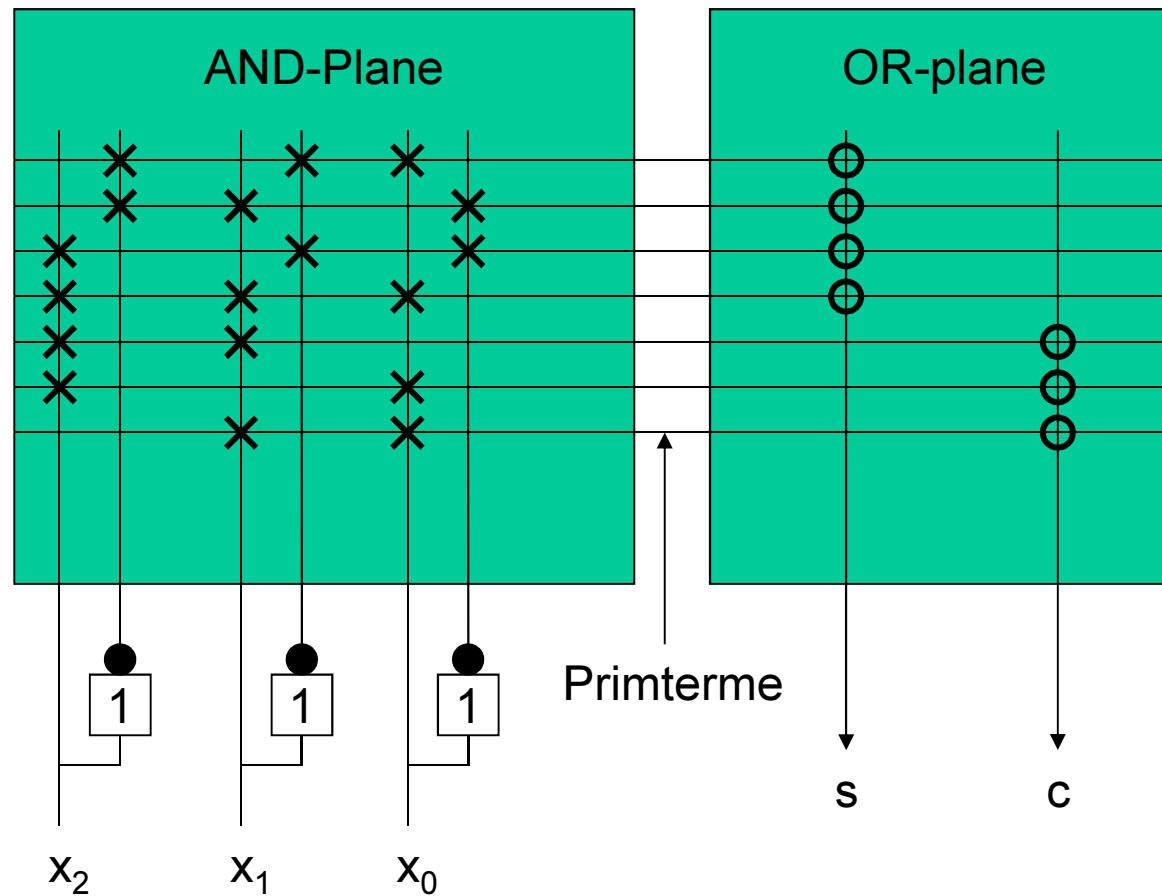 AND-Plane
OR-plane
1
1
1
Primterme
s
c
x₂
x₁
x₀